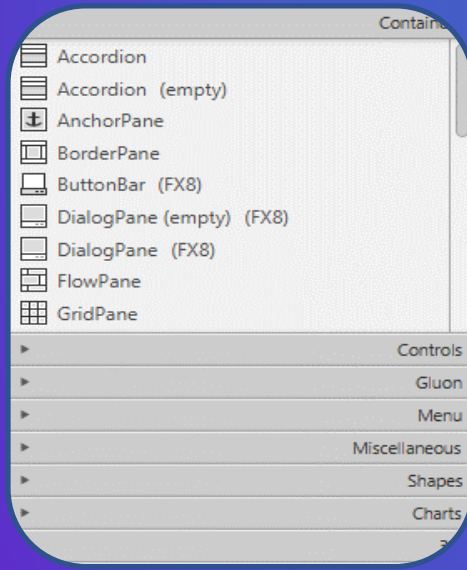 Accordion
Accordion (empty)
AnchorPane
BorderPane
ButtonBar (FX8)
DialogPane (empty) (FX8)
DialogPane (FX8)
FlowPane
GridPane
Controls
Gluon
Menu
Miscellaneous
Shapes
Charts